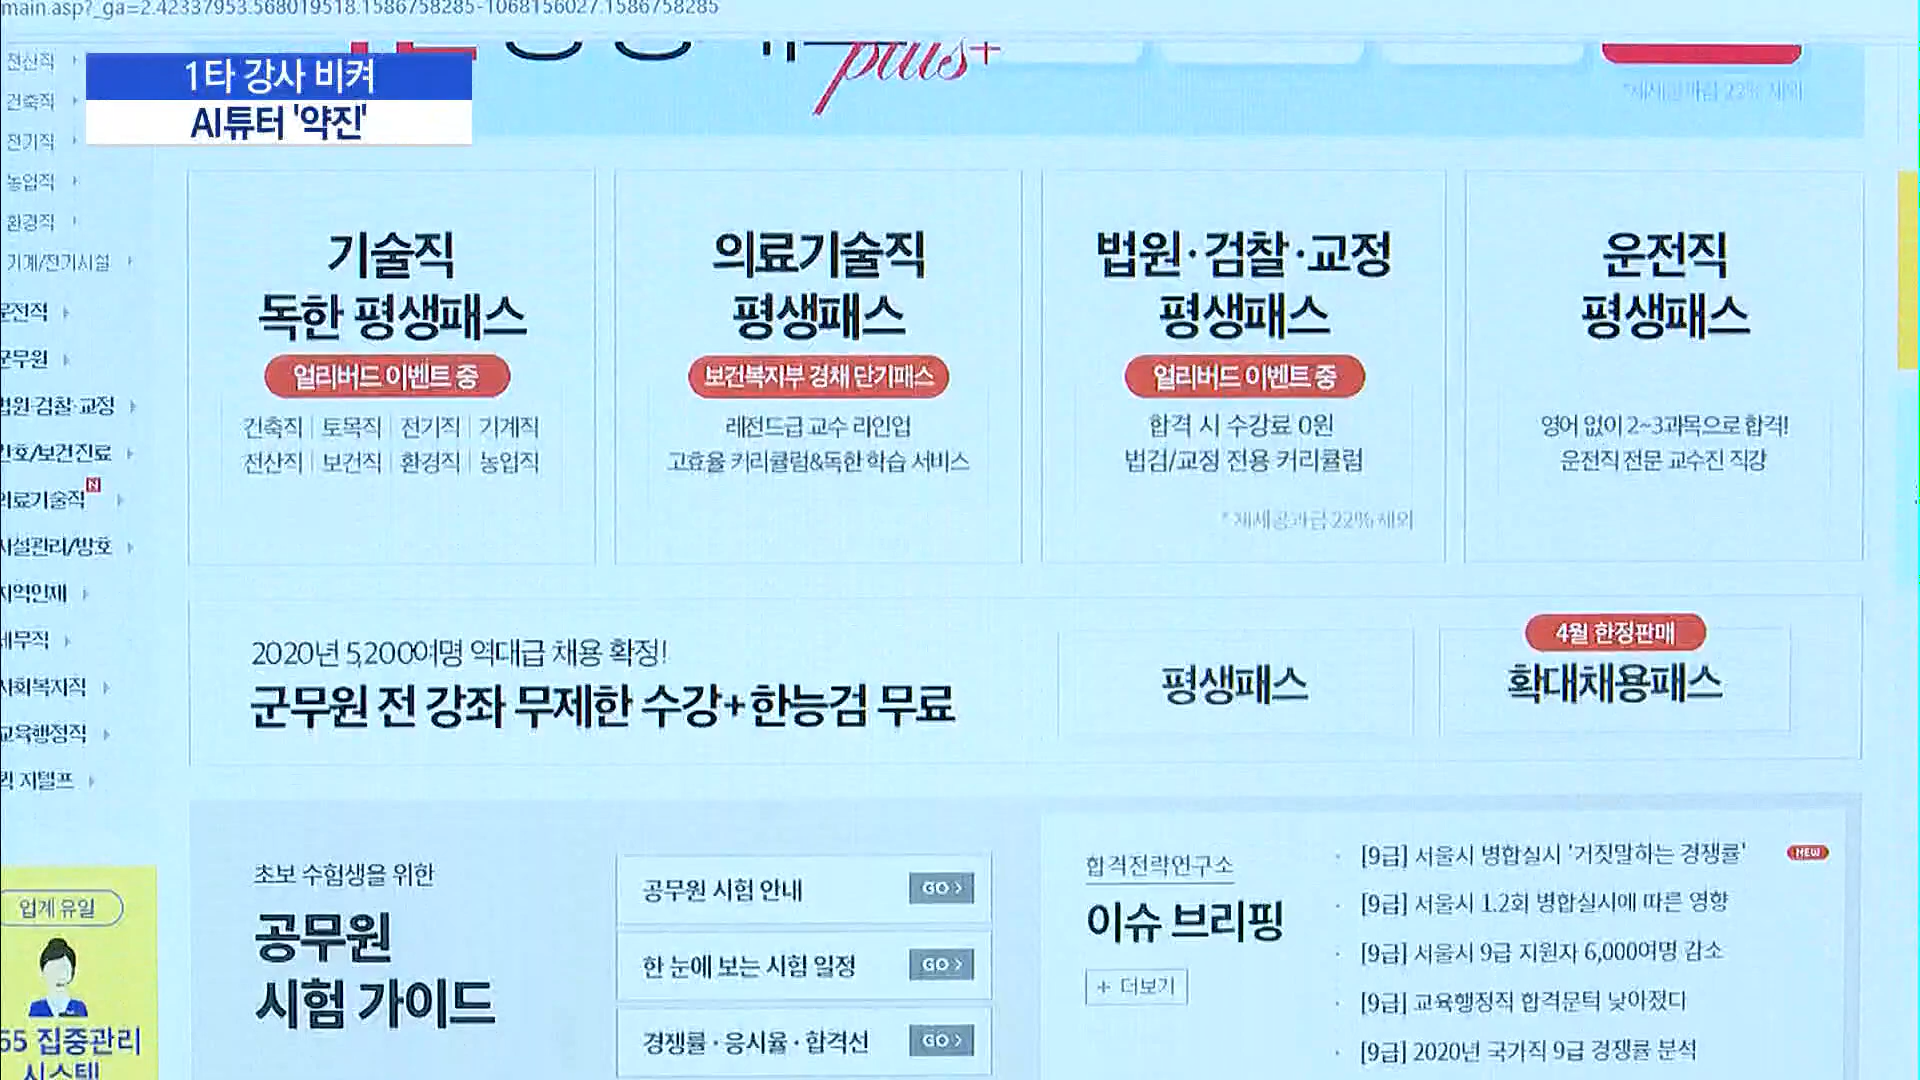 main.asp?_ga=2.42337953.568019518.1586758285-1068156027.1586758285
1타 강사 비켜
AI튜터 '약진'
plus+
*제세공과금 22% 제외
전산직
건축직
전기직
농업직
환경직
기계/전기시설
운전직
군무원
법원·검찰·교정
간호/보건진료
의료기술직 N
시설관리/방호
지역인재
세무직
사회복지직
교육행정직
지텔프
업계 유일
집중관리
시스템
기술직
독한 평생패스
얼리버드 이벤트 중
건축직 | 토목직 | 전기직 | 기계직
전산직 | 보건직 | 환경직 | 농업직
의료기술직
평생패스
보건복지부 경채 단기패스
레전드급 교수 라인업
고효율 커리큘럼&독한 학습 서비스
법원·검찰·교정
평생패스
얼리버드 이벤트 중
합격 시 수강료 0원
법검/교정 전용 커리큘럼
* 제세공과금 22% 제외
운전직
평생패스
영어 없이 2~3과목으로 합격!
운전직 전문 교수진 직강
2020년 5,200여명 역대급 채용 확정!
군무원 전 강좌 무제한 수강+한능검 무료
평생패스
4월 한정판매
확대채용패스
초보 수험생을 위한
공무원
시험 가이드
공무원 시험 안내 GO >
한 눈에 보는 시험 일정 GO >
경쟁률·응시율·합격선 GO >
합격전략연구소
이슈 브리핑
+ 더보기
· [9급] 서울시 병합실시 '거짓말하는 경쟁률' NEW
· [9급] 서울시 1.2회 병합실시에 따른 영향
· [9급] 서울시 9급 지원자 6,000여명 감소
· [9급] 교육행정직 합격문턱 낮아졌다
· [9급] 2020년 국가직 9급 경쟁률 분석